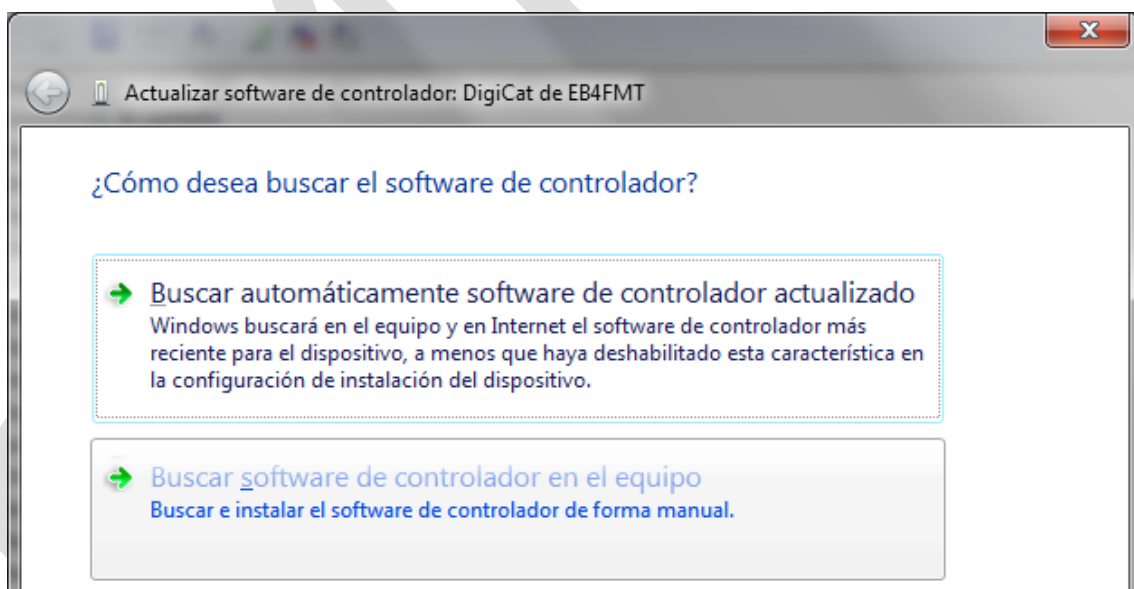 Actualizar software de controlador: DigiCat de EB4FMT
¿Cómo desea buscar el software de controlador?
Buscar automáticamente software de controlador actualizado
Windows buscará en el equipo y en Internet el software de controlador más
reciente para el dispositivo, a menos que haya deshabilitado esta característica en
la configuración de instalación del dispositivo.
Buscar software de controlador en el equipo
Buscar e instalar el software de controlador de forma manual.